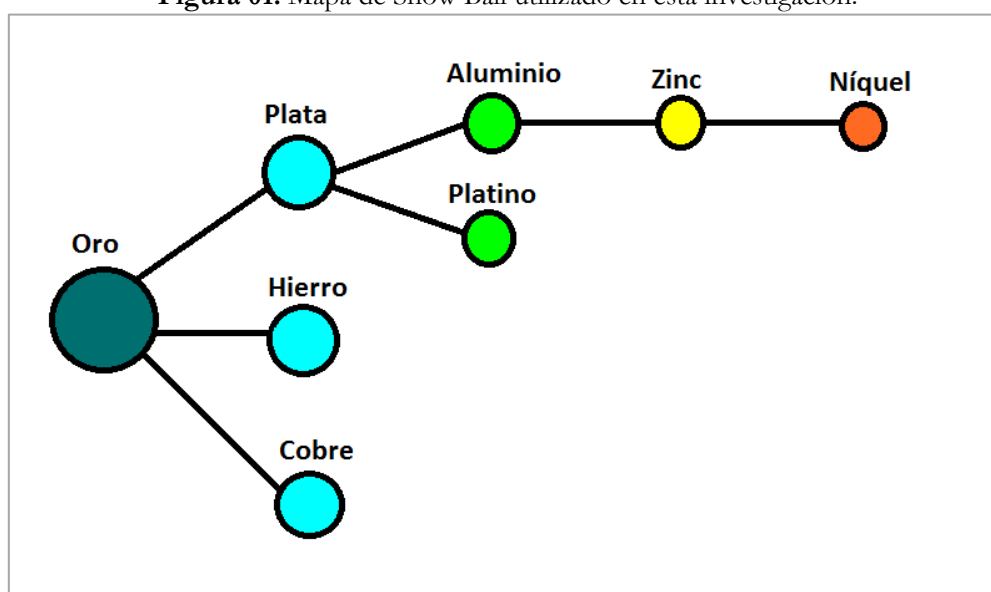 Figura 01. Mapa de Snow Ball utilizado en esta investigación.
Aluminio
Zinc
Níquel
Plata
Platino
Oro
Hierro
Cobre